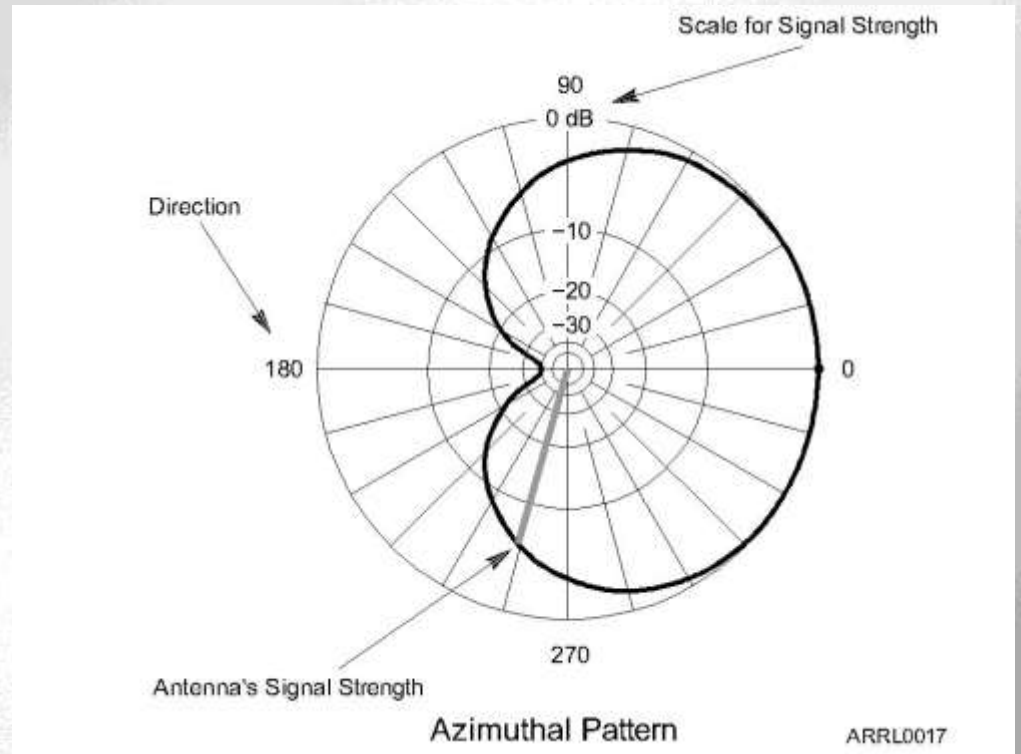 Scale for Signal Strength
90
0 dB
Direction
−10
−20
−30
180
0
270
Antenna's Signal Strength
Azimuthal Pattern
ARRL0017